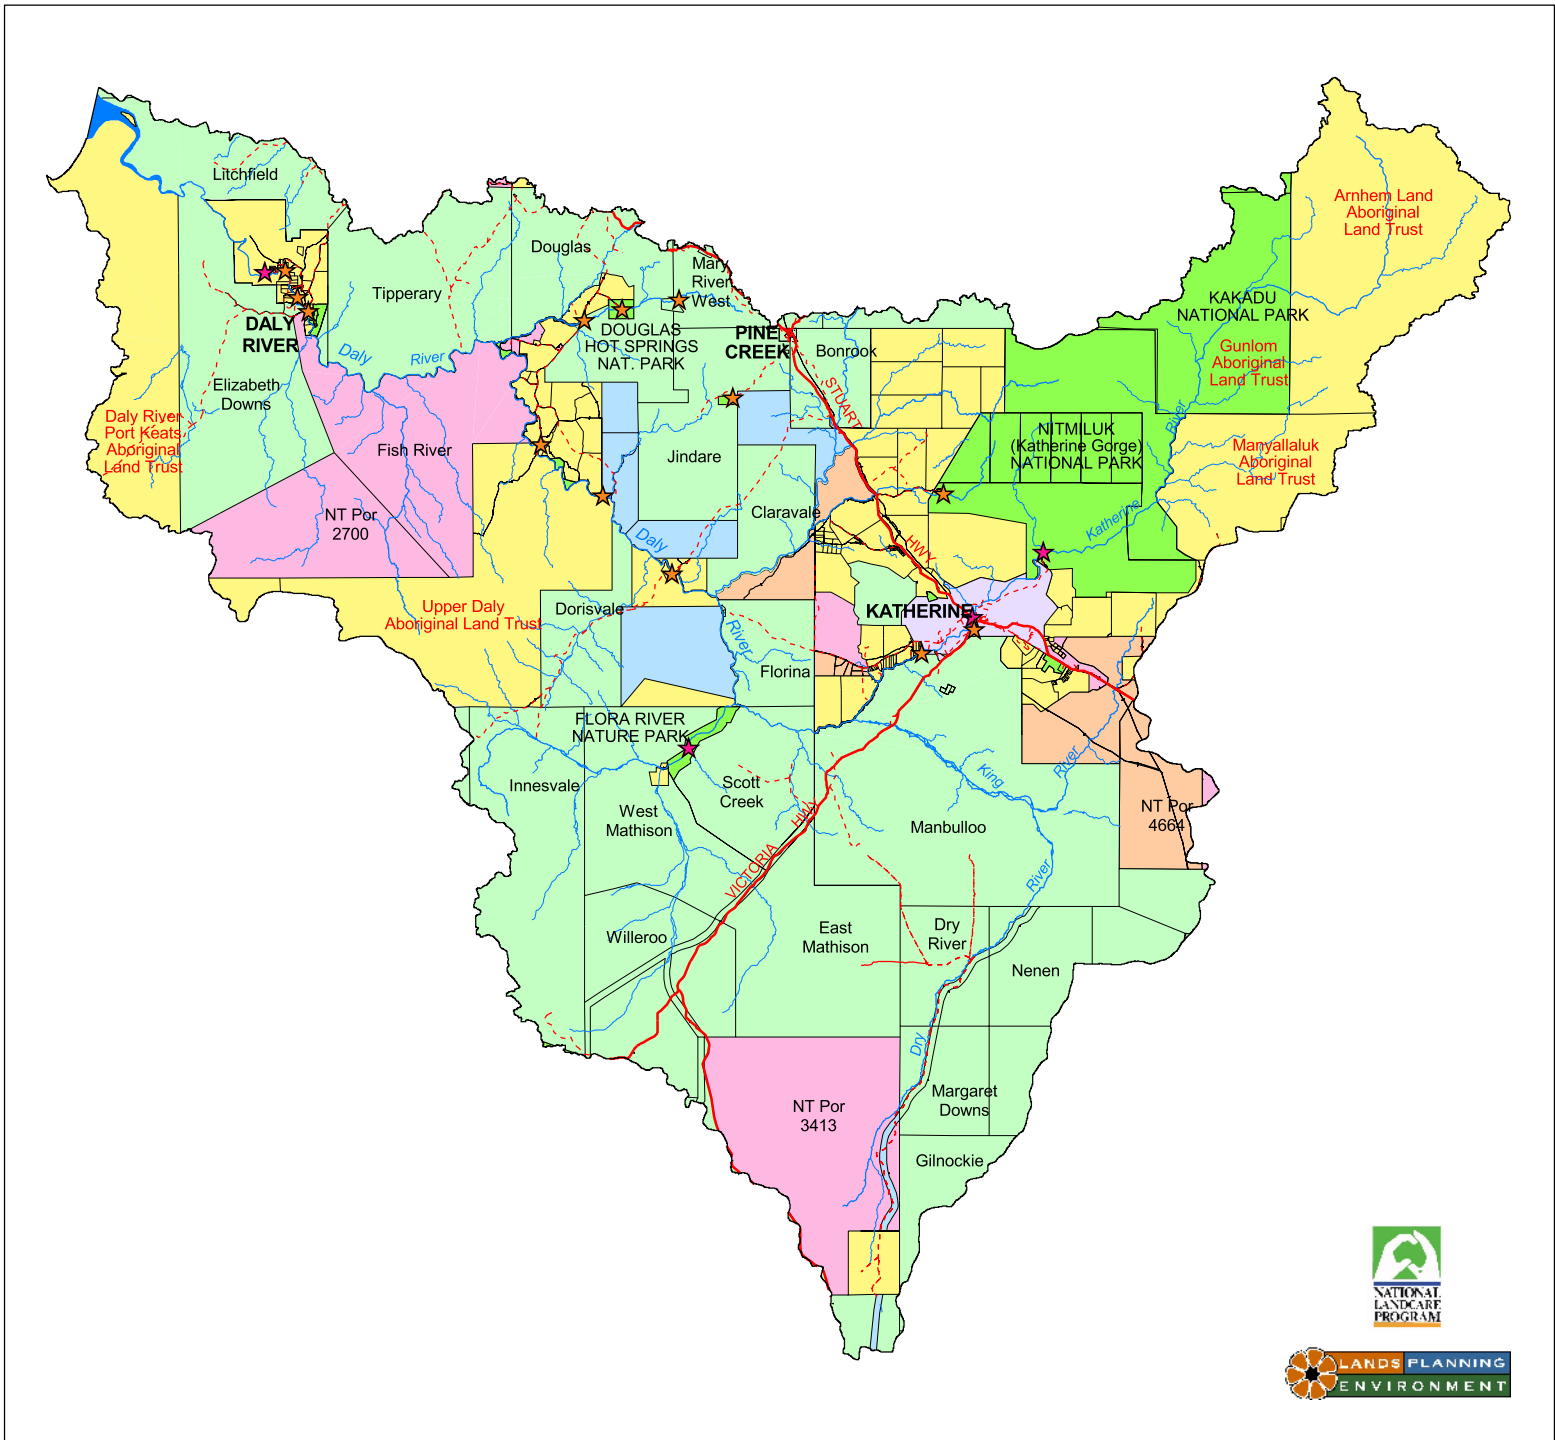 Litchfield
Arnhem Land
Aboriginal
Land Trust
Douglas
Mary
River
West
Tipperary
KAKADU
NATIONAL PARK
DALY
RIVER
DOUGLAS
HOT SPRINGS
NAT. PARK
PINE
CREEK
Bonrook
Gunlom
Aboriginal
Land Trust
Daly
River
Elizabeth
Downs
STUART
HWY
Daly River
Port Keats
Aboriginal
Land Trust
Fish River
Jindare
NITMILUK
(Katherine Gorge)
NATIONAL PARK
River
Katherine
Manyallaluk
Aboriginal
Land Trust
NT Por
2700
Claravale
Daly
River
Upper Daly
Aboriginal Land Trust
Dorisvale
KATHERINE
Florina
FLORA RIVER
NATURE PARK
Innesvale
West
Mathison
Scott
Creek
King
River
NT Por
4664
Manbulloo
VICTORIA
HWY
River
Willeroo
East
Mathison
Dry
River
Nenen
Dry
Margaret
Downs
NT Por
3413
Gilnockie
NATIONAL
LANDCARE
PROGRAM
LANDS PLANNING
ENVIRONMENT